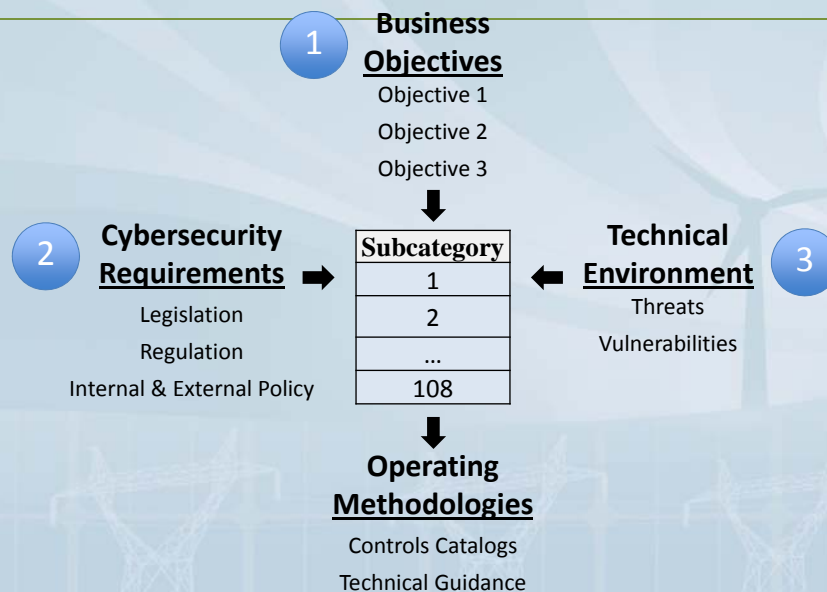 1
Business
Objectives
Objective 1
Objective 2
Objective 3
2
Cybersecurity
Requirements
Legislation
Regulation
Internal & External Policy
Subcategory
1
2
...
108
Technical
Environment
3
Threats
Vulnerabilities
Operating
Methodologies
Controls Catalogs
Technical Guidance